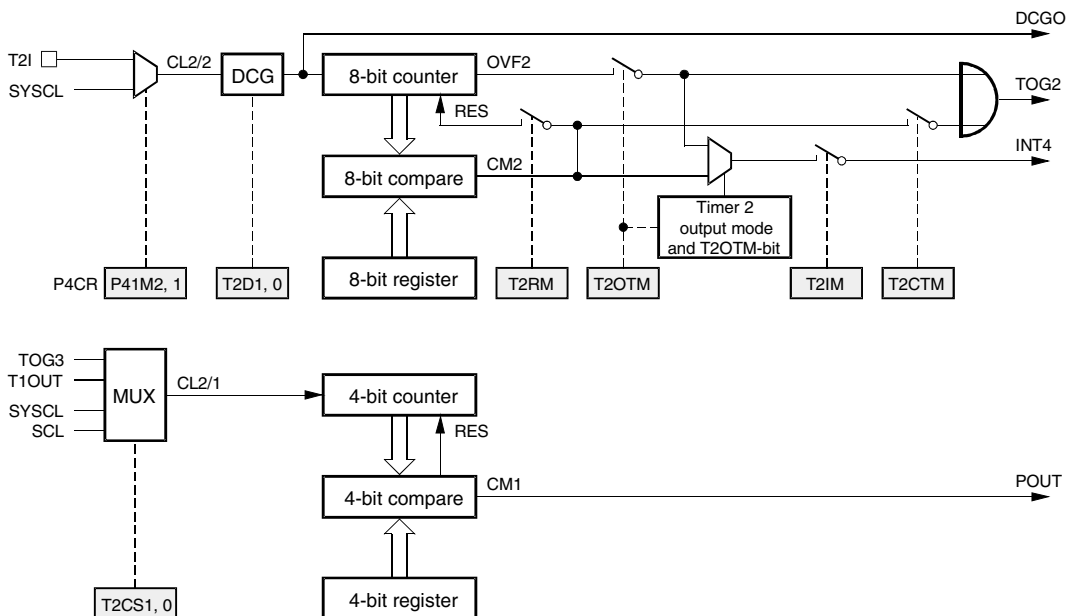 DCGO
T2I
CL2/2
DCG
8-bit counter
OVF2
SYSCL
TOG2
RES
INT4
8-bit compare
CM2
Timer 2
output mode
and T2OTM-bit
P4CR
P41M2, 1
T2D1, 0
8-bit register
T2RM
T2OTM
T2IM
T2CTM
TOG3
T1OUT
SYSCL
SCL
MUX
CL2/1
4-bit counter
RES
4-bit compare
CM1
POUT
T2CS1, 0
4-bit register